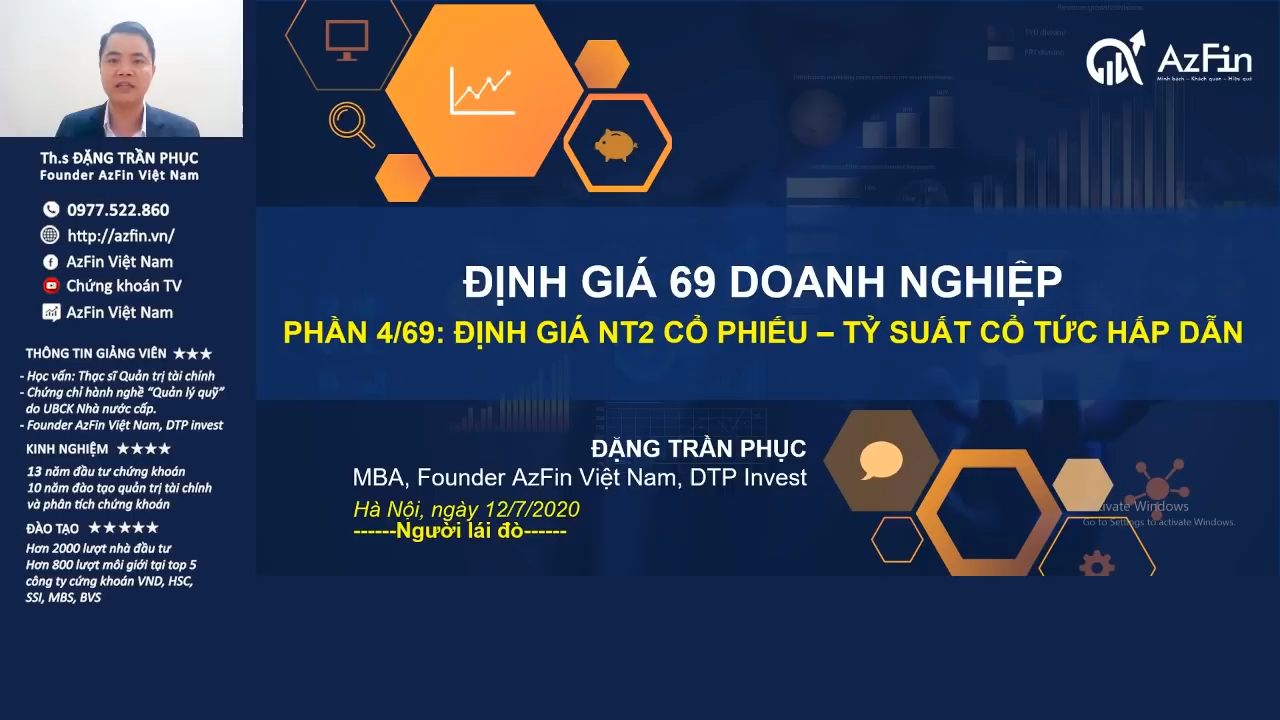 Th.s ĐẶNG TRẦN PHỤC
Founder AzFin Việt Nam
0977.522.860
http://azfin.vn/
AzFin Việt Nam
Chứng khoán TV
AzFin Việt Nam
THÔNG TIN GIẢNG VIÊN ★★★
- Học vấn: Thạc sĩ Quản trị tài chính
- Chứng chỉ hành nghề “Quản lý quỹ”
do UBCK Nhà nước cấp.
- Founder AzFin Việt Nam, DTP invest
KINH NGHIỆM ★★★★
13 năm đầu tư chứng khoán
10 năm đào tạo quản trị tài chính
và phân tích chứng khoán
ĐÀO TẠO ★★★★★
Hơn 2000 lượt nhà đầu tư
Hơn 800 lượt môi giới tại top 5
công ty cứng khoán VND, HSC,
SSI, MBS, BVS
AzFin
Minh bạch - Khách quan - Hiệu quả
ĐỊNH GIÁ 69 DOANH NGHIỆP
PHẦN 4/69: ĐỊNH GIÁ NT2 CỔ PHIẾU – TỶ SUẤT CỔ TỨC HẤP DẪN
ĐẶNG TRẦN PHỤC
MBA, Founder AzFin Việt Nam, DTP Invest
Hà Nội, ngày 12/7/2020
------Người lái đò------
Activate Windows
Go to Settings to activate Windows.